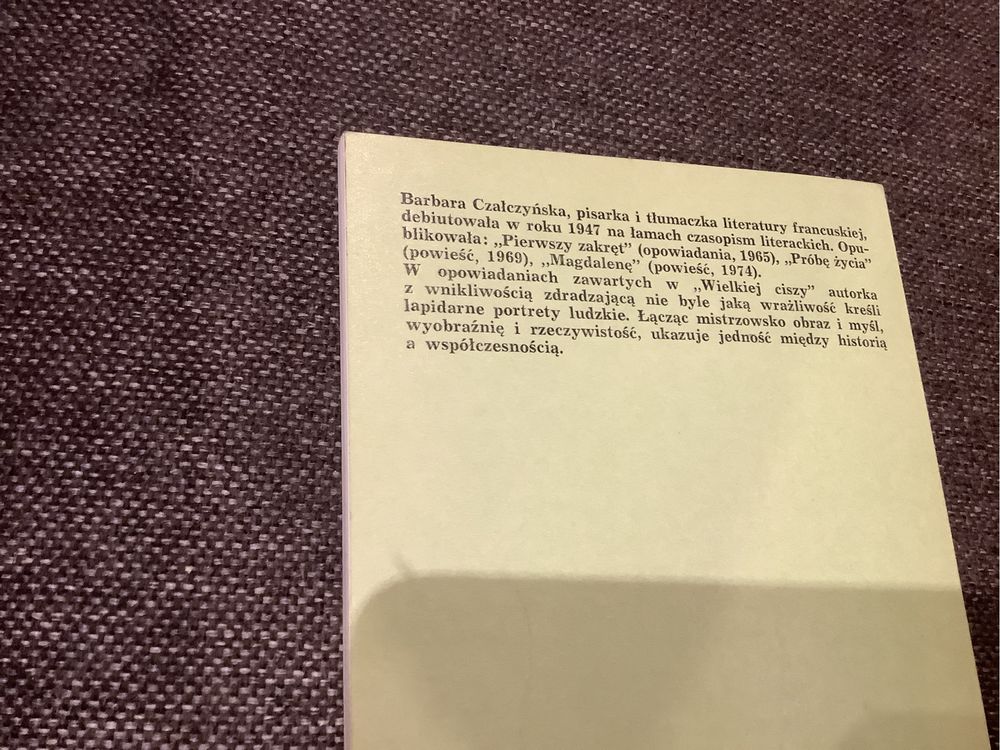 Barbara Czałczyńska, pisarka i tłumaczka literatury francuskiej,
debiutowała w roku 1947 na łamach czasopism literackich. Opu-
blikowała: „Pierwszy zakręt” (opowiadania, 1965), „Próbę życia”
(powieść, 1969), „Magdalenę” (powieść, 1974).
W opowiadaniach zawartych w „Wielkiej ciszy” autorka
z wnikliwością zdradzającą nie byle jaką wrażliwość kreśli
lapidarne portrety ludzkie. Łącząc mistrzowsko obraz i myśl,
wyobraźnię i rzeczywistość, ukazuje jedność między historią
a współczesnością.